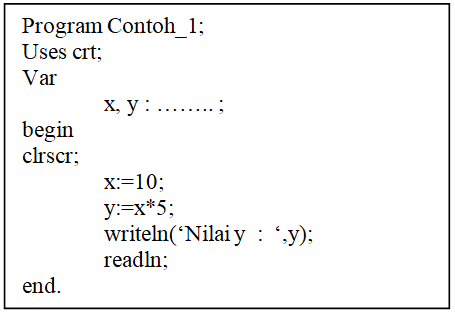 Program Contoh_1;
Uses crt;
Var
x, y : …….. ;
begin
clrscr;
x:=10;
y:=x*5;
writeln(‘Nilai y  :  ‘,y);
readln;
end.